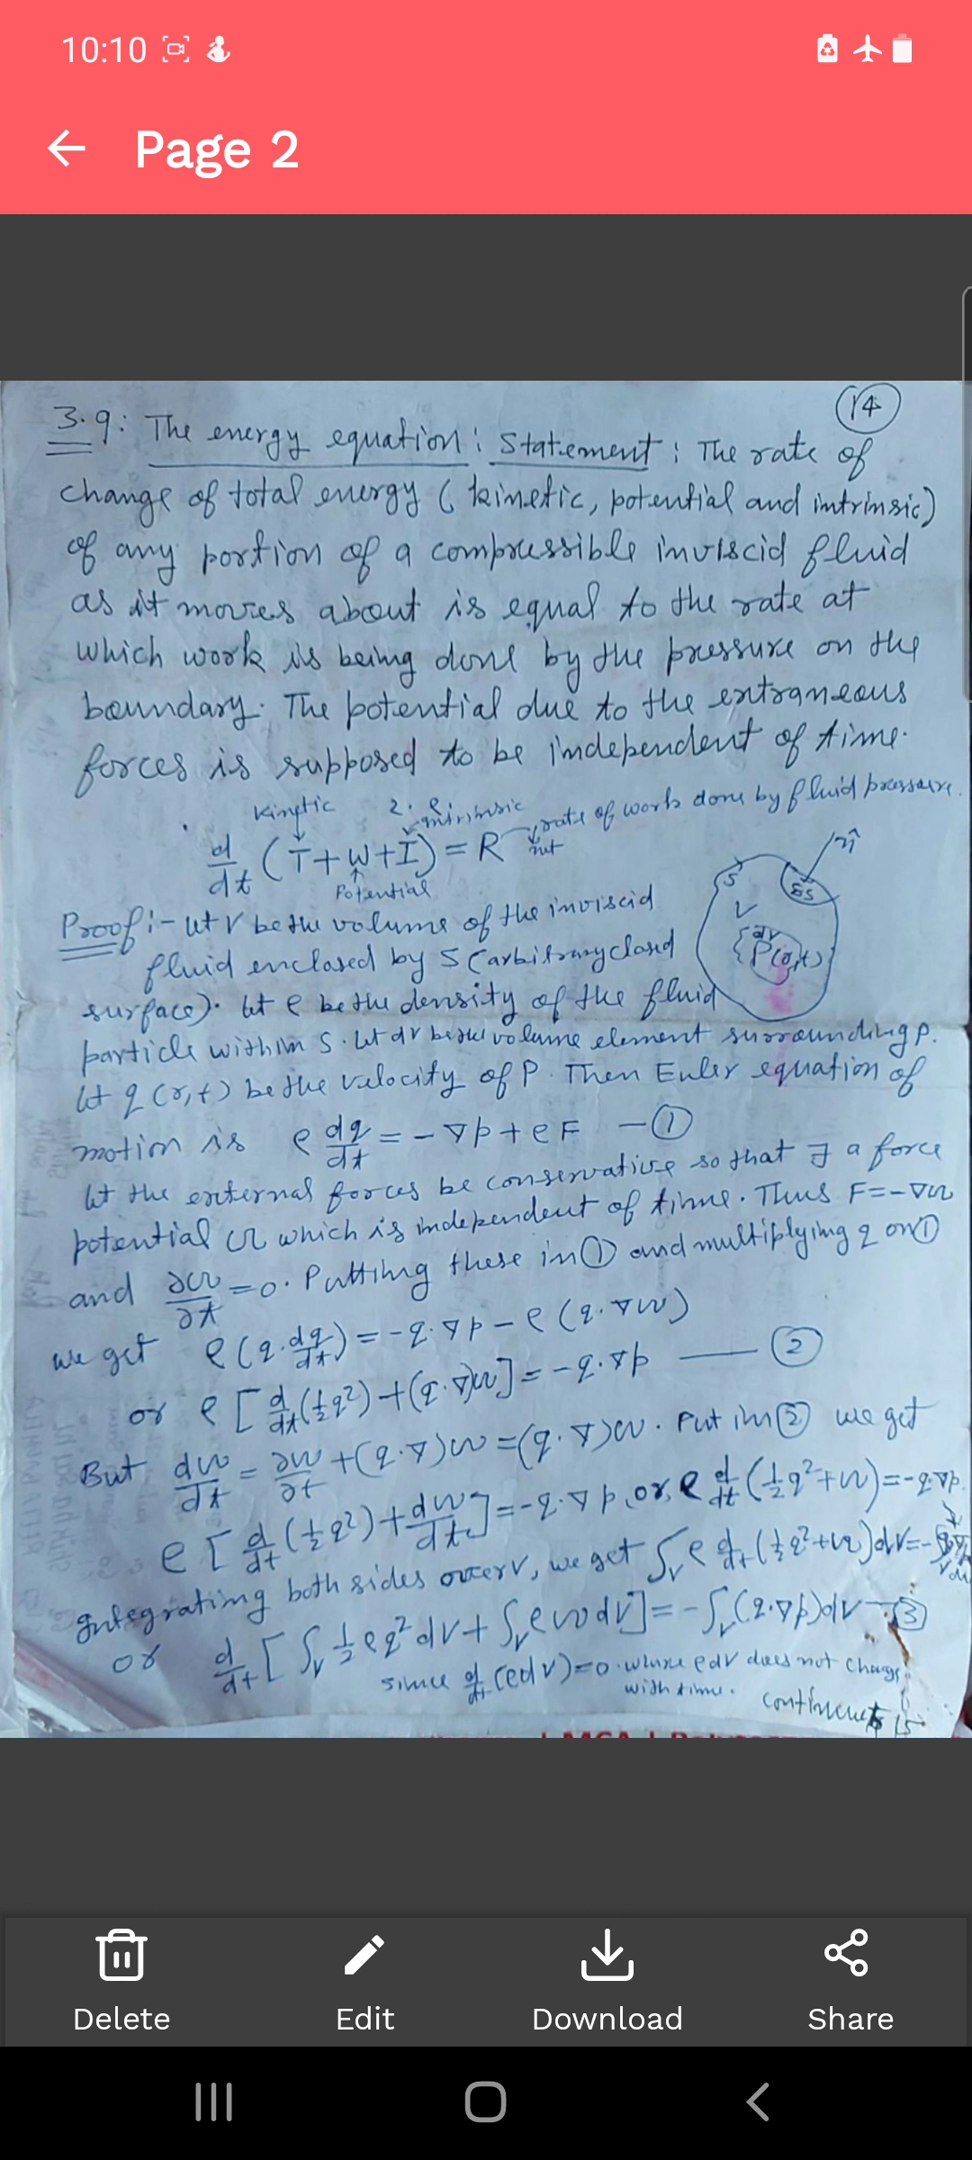 10:10
Page 2
14
3.9: The energy equation: Statement: The rate of
change of total energy (kinetic, potential and intrinsic)
of any portion of a compressible inviscid fluid
as it moves about is equal to the rate at
which work is being done by the pressure on the
boundary. The potential due to the extraneous
forces is supposed to be independent of time.
Kinetic intrinsic rate of work done by fluid pressure.
d/dt (T+W+I) = R
Potential
n̂
S
δS
V
dv
P(r,t)
Proof:- let V be the volume of the inviscid
fluid enclosed by S (arbitrary closed
surface). let ρ be the density of the fluid
particle within S. let dv be the volume element surrounding P.
let q(r,t) be the velocity of P. Then Euler equation of
motion is ρ dq/dt = -∇p + ρF — ①
let the external forces be conservative so that ∃ a force
potential ω which is independent of time. Thus F=-∇ω
and ∂ω/∂t = 0. Putting these in ① and multiplying q on ①
we get ρ(q.dq/dt) = -q.∇p - ρ(q.∇ω)
or ρ[d/dt(½q²)+(q.∇)ω] = -q.∇p — ②
But dω/dt = ∂ω/∂t +(q.∇)ω = (q.∇)ω. Put in ② we get
ρ[d/dt(½q²)+dω/dt] = -q.∇p, or, ρ d/dt(½q²+ω) = -q.∇p
Integrating both sides over v, we get ∫v ρ d/dt(½q²+ω)dv = -
or d/dt[∫v ½ρq²dv + ∫v ρωdv] = -∫v(q.∇p)dv — ③
since d/dt(ρdv)=0 where ρdv does not change
with time.
15
Delete
Edit
Download
Share